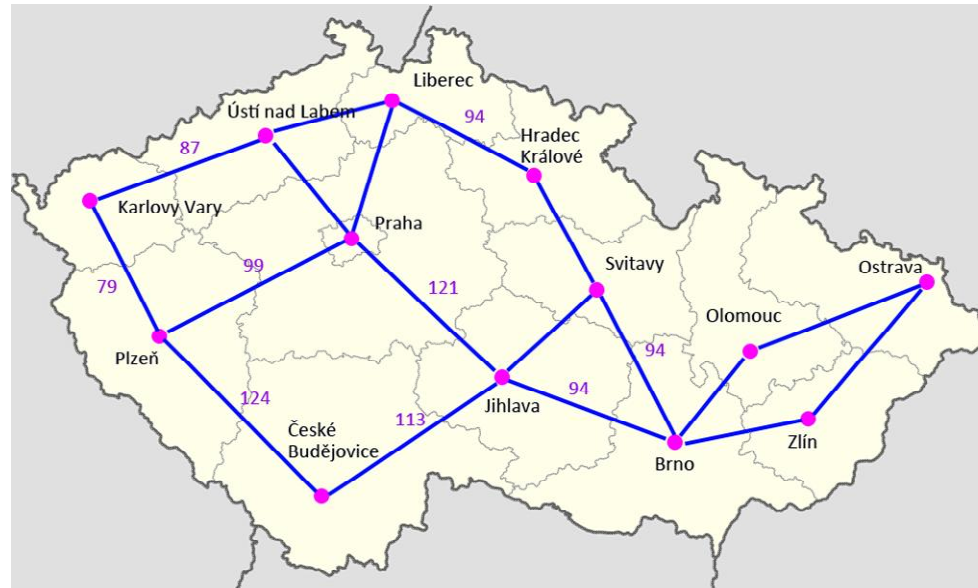 Liberec
94
Ústí nad Labem
Hradec
Králové
87
Karlovy Vary
Praha
99
79
121
Svitavy
Ostrava
Olomouc
Plzeň
94
124
Jihlava
94
113
České
Budějovice
Zlín
Brno